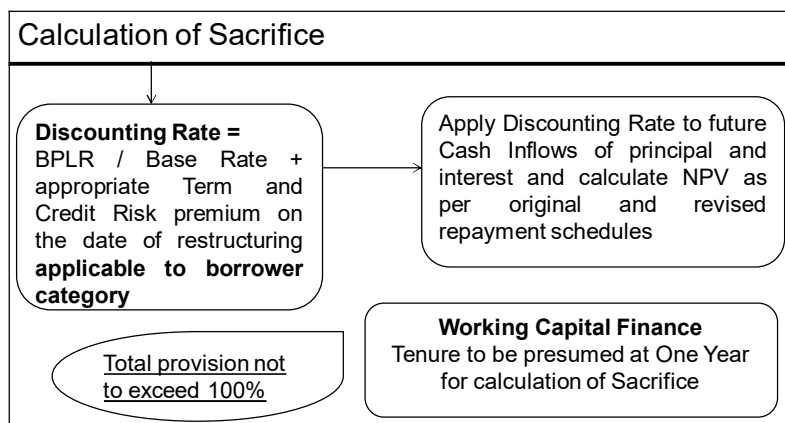 Calculation of Sacrifice
Discounting Rate =
BPLR / Base Rate +
appropriate Term and
Credit Risk premium on
the date of restructuring
applicable to borrower
category
Apply Discounting Rate to future
Cash Inflows of principal and
interest and calculate NPV as
per original and revised
repayment schedules
Working Capital Finance
Tenure to be presumed at One Year
for calculation of Sacrifice
Total provision not
to exceed 100%